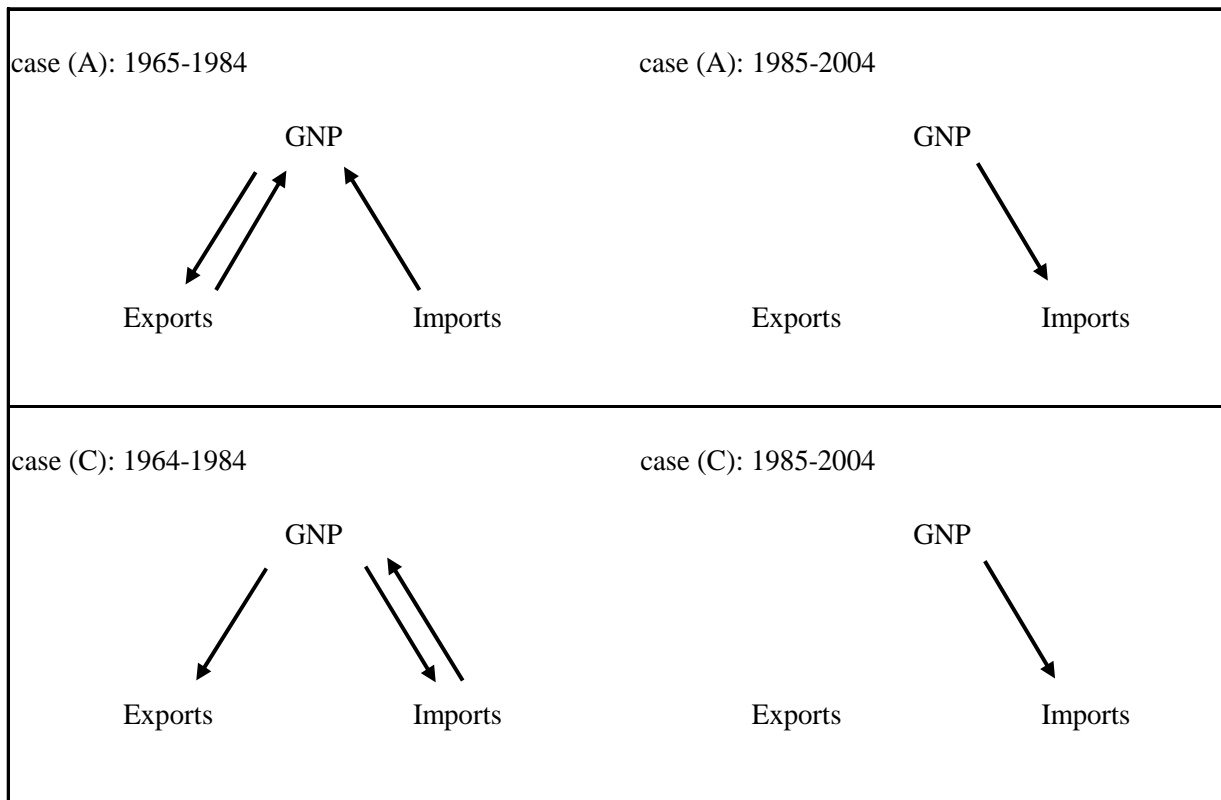 case (A): 1965-1984 case (A): 1985-2004
GNP GNP
Exports Imports Exports Imports
case (C): 1964-1984 case (C): 1985-2004
GNP GNP
Exports Imports Exports Imports